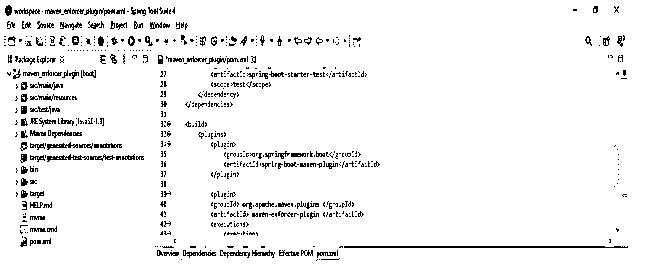 workspace - maven_enforcer_plugin/pom.xml - Spring Tool Suite 4
File Edit Source Navigate Search Project Run Window Help
Package Explorer
maven_enforcer_plugin [boot]
src/main/java
src/main/resources
src/test/java
JRE System Library
Maven Dependencies
target/generated-sources/annotations
target/generated-test-sources/test-annotations
bin
src
target
HELP.md
mvnw
mvnw.cmd
pom.xml
*maven_enforcer_plugin/pom.xml
27 <artifactId>spring-boot-starter-test</artifactId>
28 <scope>test</scope>
29 </dependency>
30 </dependencies>
31
32 <build>
33 <plugins>
34 <plugin>
35 <groupId>org.springframework.boot</groupId>
36 <artifactId>spring-boot-maven-plugin</artifactId>
37 </plugin>
38
39 <plugin>
40 <groupId> org.apache.maven.plugins </groupId>
41 <artifactId> maven-enforcer-plugin </artifactId>
42 <executions>
43
Overview Dependencies Dependency Hierarchy Effective POM pom.xml